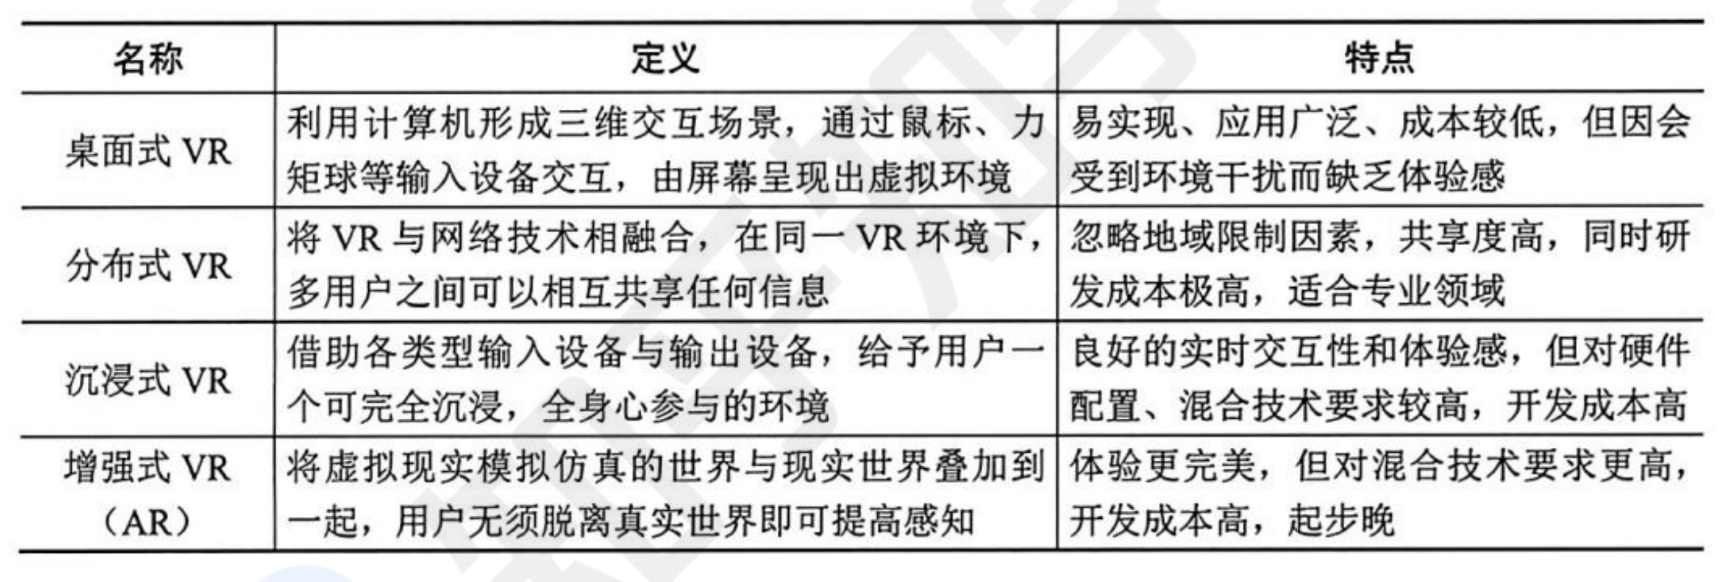 名称 定义 特点
桌面式 VR
利用计算机形成三维交互场景，通过鼠标、力
矩球等输入设备交互，由屏幕呈现出虚拟环境
易实现、应用广泛、成本较低，但因会
受到环境干扰而缺乏体验感
分布式 VR
将 VR 与网络技术相融合，在同一 VR 环境下，
多用户之间可以相互共享任何信息
忽略地域限制因素，共享度高，同时研
发成本极高，适合专业领域
沉浸式 VR
借助各类型输入设备与输出设备，给予用户一
个可完全沉浸，全身心参与的环境
良好的实时交互性和体验感，但对硬件
配置、混合技术要求较高，开发成本高
增强式 VR
（AR）
将虚拟现实模拟仿真的世界与现实世界叠加到
一起，用户无须脱离真实世界即可提高感知
体验更完美，但对混合技术要求更高，
开发成本高，起步晚